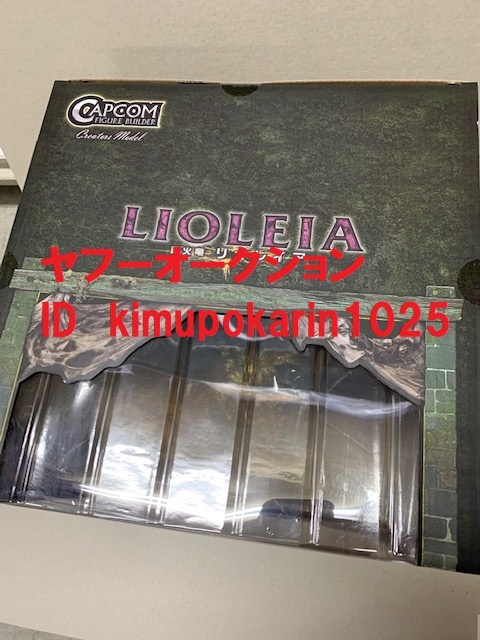 CAPCOM
FIGURE BUILDER
Creators Model
LIOLEIA
ヤフーオークション
ID kimupokarin1025